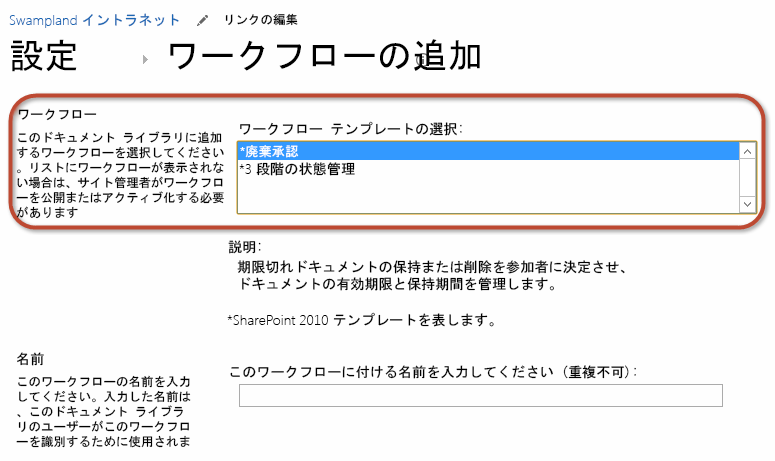 Swampland イントラネット リンクの編集
設定 ワークフローの追加
ワークフロー
このドキュメント ライブラリに追加
するワークフローを選択してください
。リストにワークフローが表示されな
い場合は、サイト管理者がワークフロ
ーを公開またはアクティブ化する必要
があります
ワークフロー テンプレートの選択:
*廃棄承認
*3 段階の状態管理
説明:
期限切れドキュメントの保持または削除を参加者に決定させ、
ドキュメントの有効期限と保持期間を管理します。
*SharePoint 2010 テンプレートを表します。
名前
このワークフローの名前を入力
してください。入力した名前は
、このドキュメント ライブラ
リのユーザーがこのワークフロ
ーを識別するために使用されま
このワークフローに付ける名前を入力してください (重複不可):